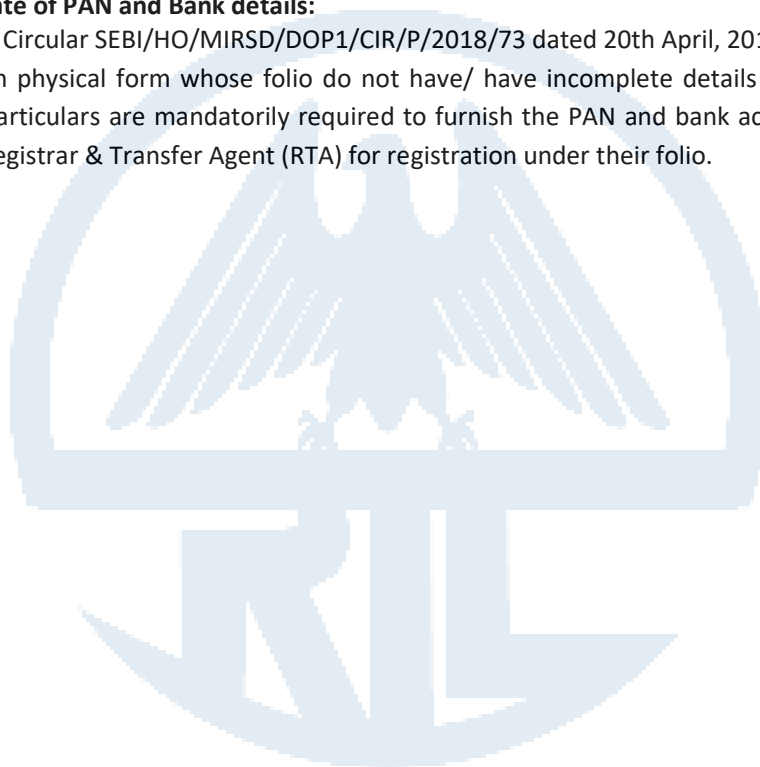 ate of PAN and Bank details:
Circular SEBI/HO/MIRSD/DOP1/CIR/P/2018/73 dated 20th April, 201
n physical form whose folio do not have/ have incomplete details
articulars are mandatorily required to furnish the PAN and bank ac
egistrar & Transfer Agent (RTA) for registration under their folio.
RTL